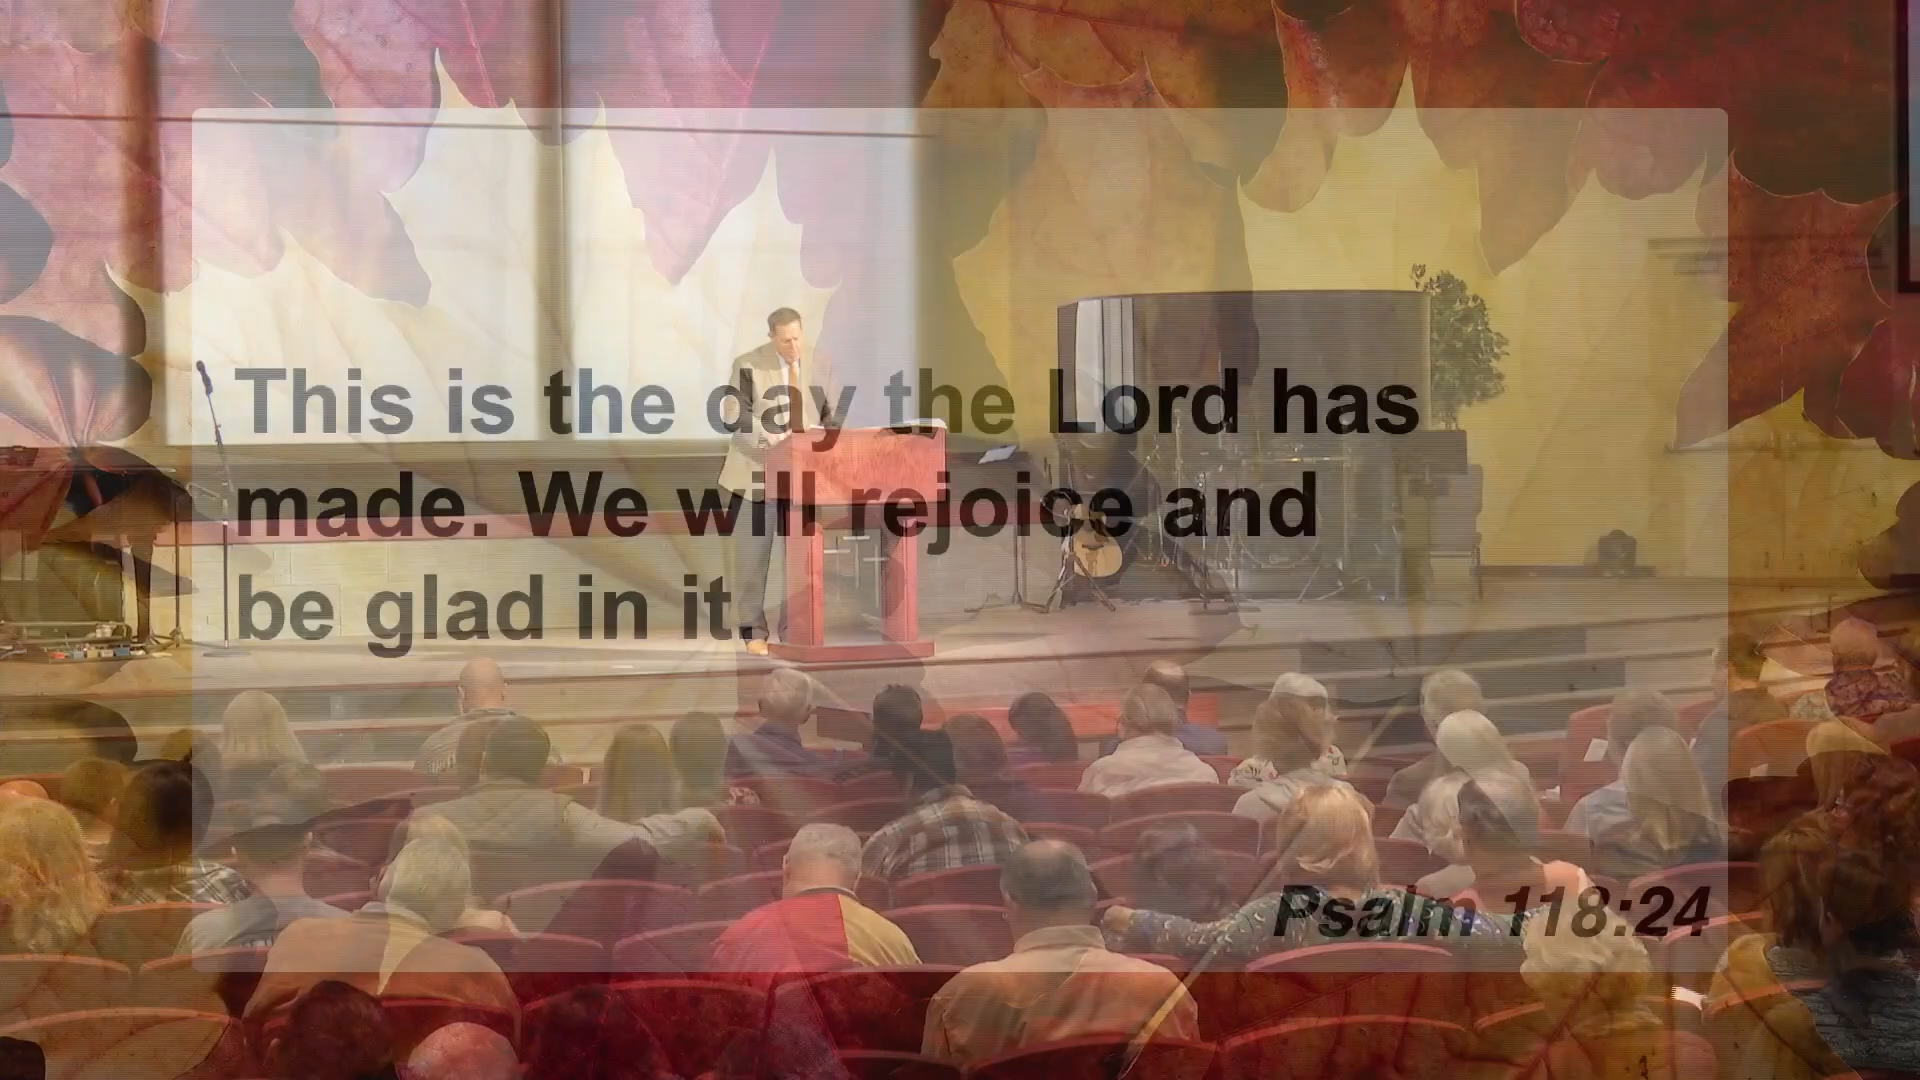 This is the day the Lord has
made. We will rejoice and
be glad in it.
Psalm 118:24